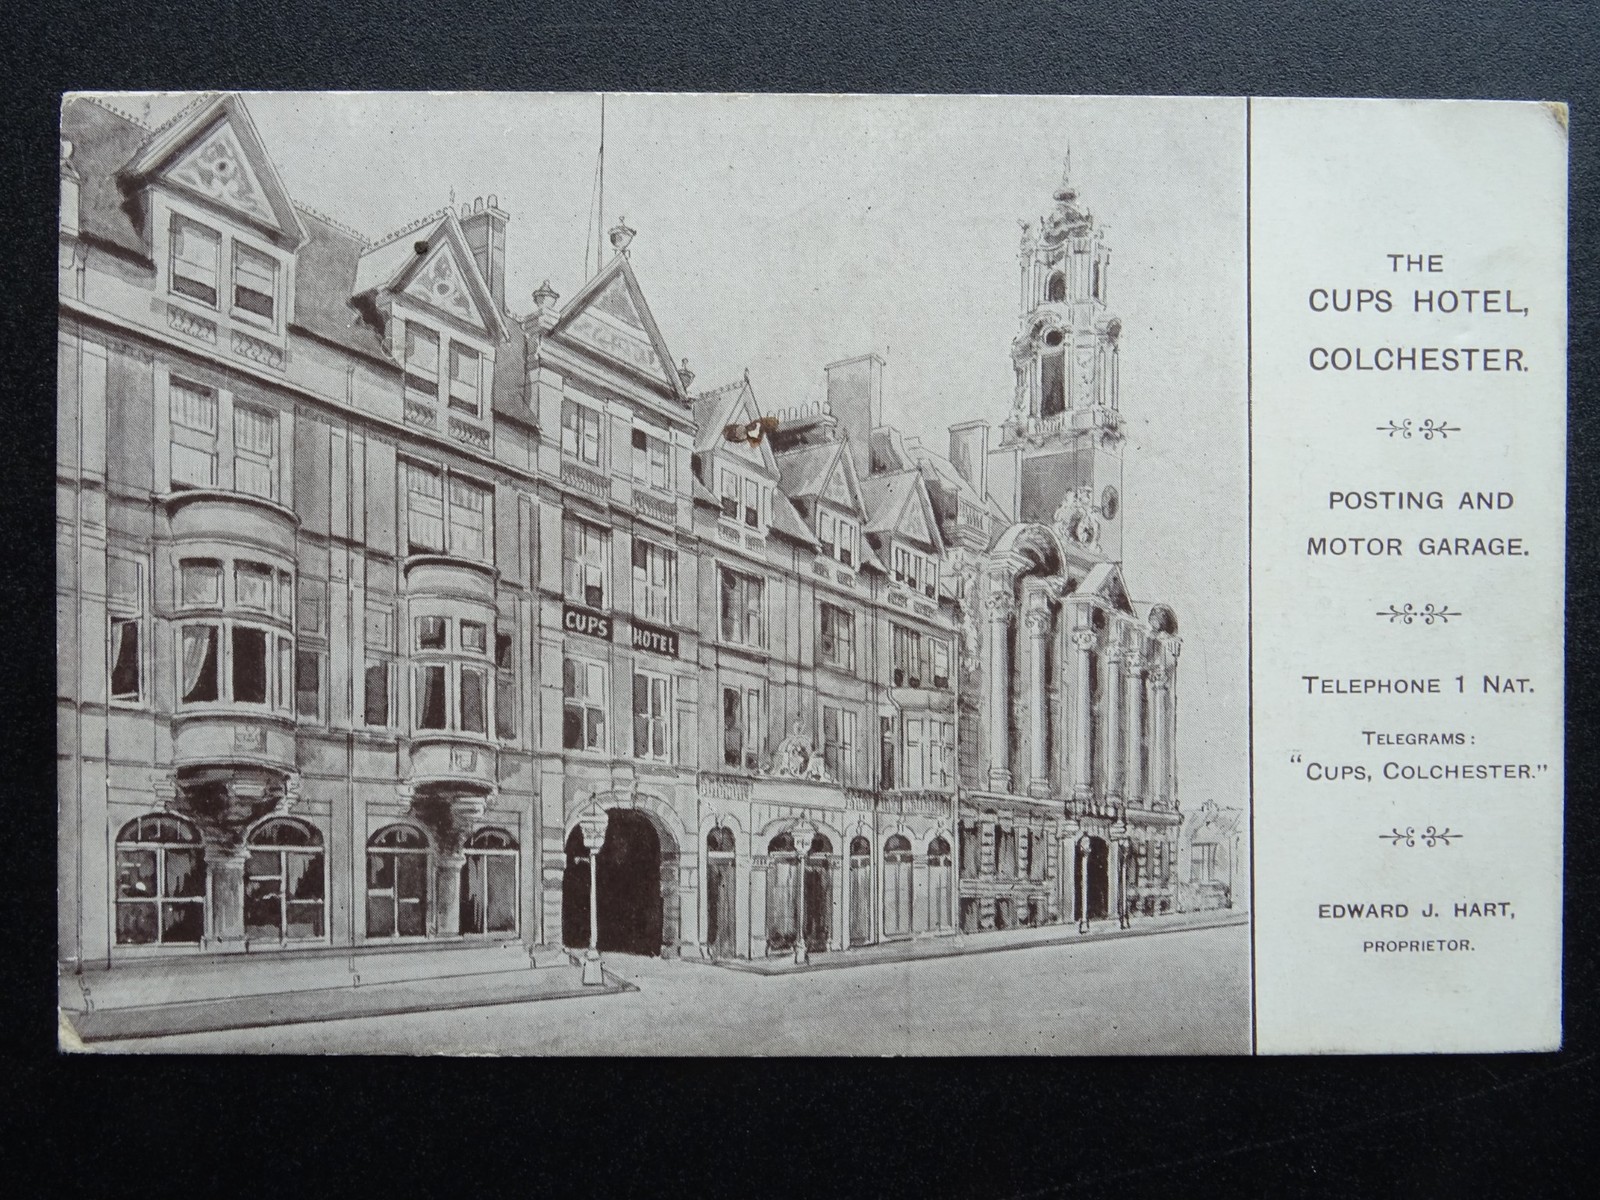 CUPS HOTEL
THE
CUPS HOTEL,
COLCHESTER.
POSTING AND
MOTOR GARAGE.
TELEPHONE 1 NAT.
TELEGRAMS:
"CUPS, COLCHESTER."
EDWARD J. HART,
PROPRIETOR.